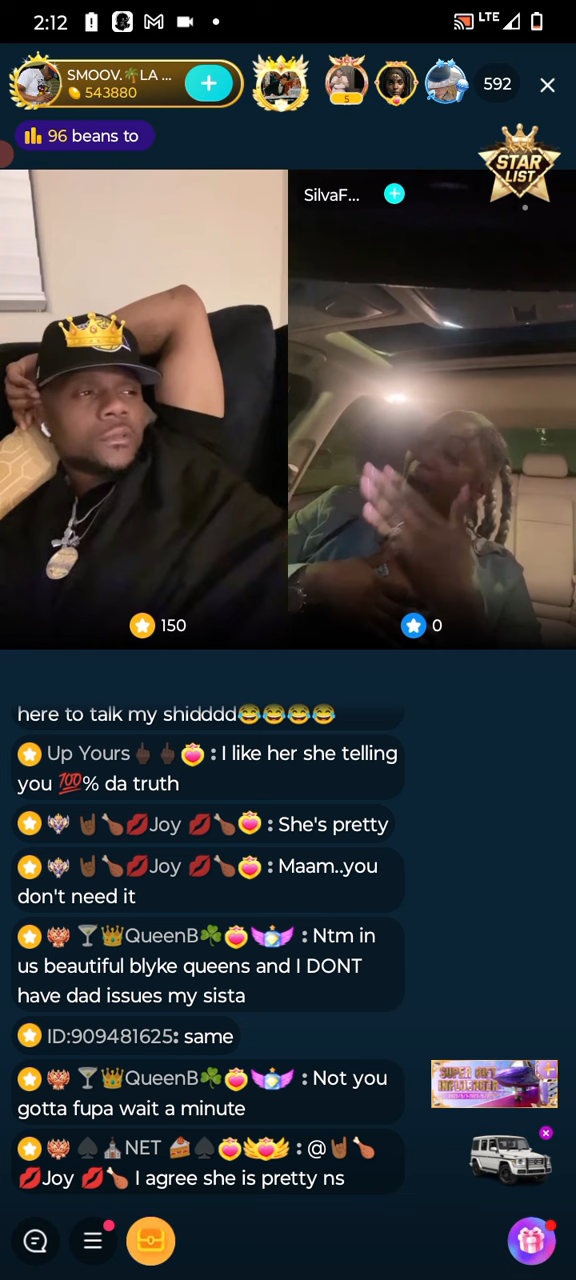 2:12 LTE
SMOOV.🌴LA ...
543880
5
592
96 beans to
STAR
LIST
SilvaF...
150
0
here to talk my shidddd😂😂😂😂
Up Yours🖕🏿🖕🏿 : I like her she telling
you 💯% da truth
🤘🏾🍗💋Joy 💋🍗 : She's pretty
🤘🏾🍗💋Joy 💋🍗 : Maam..you
don't need it
🍸👑QueenB☘️ : Ntm in
us beautiful blyke queens and I DONT
have dad issues my sista
ID:909481625: same
🍸👑QueenB☘️ : Not you
gotta fupa wait a minute
♠️⛪NET 🍰♠️ : @🤘🏾🍗
💋Joy 💋🍗 I agree she is pretty ns
SUPER GIFT